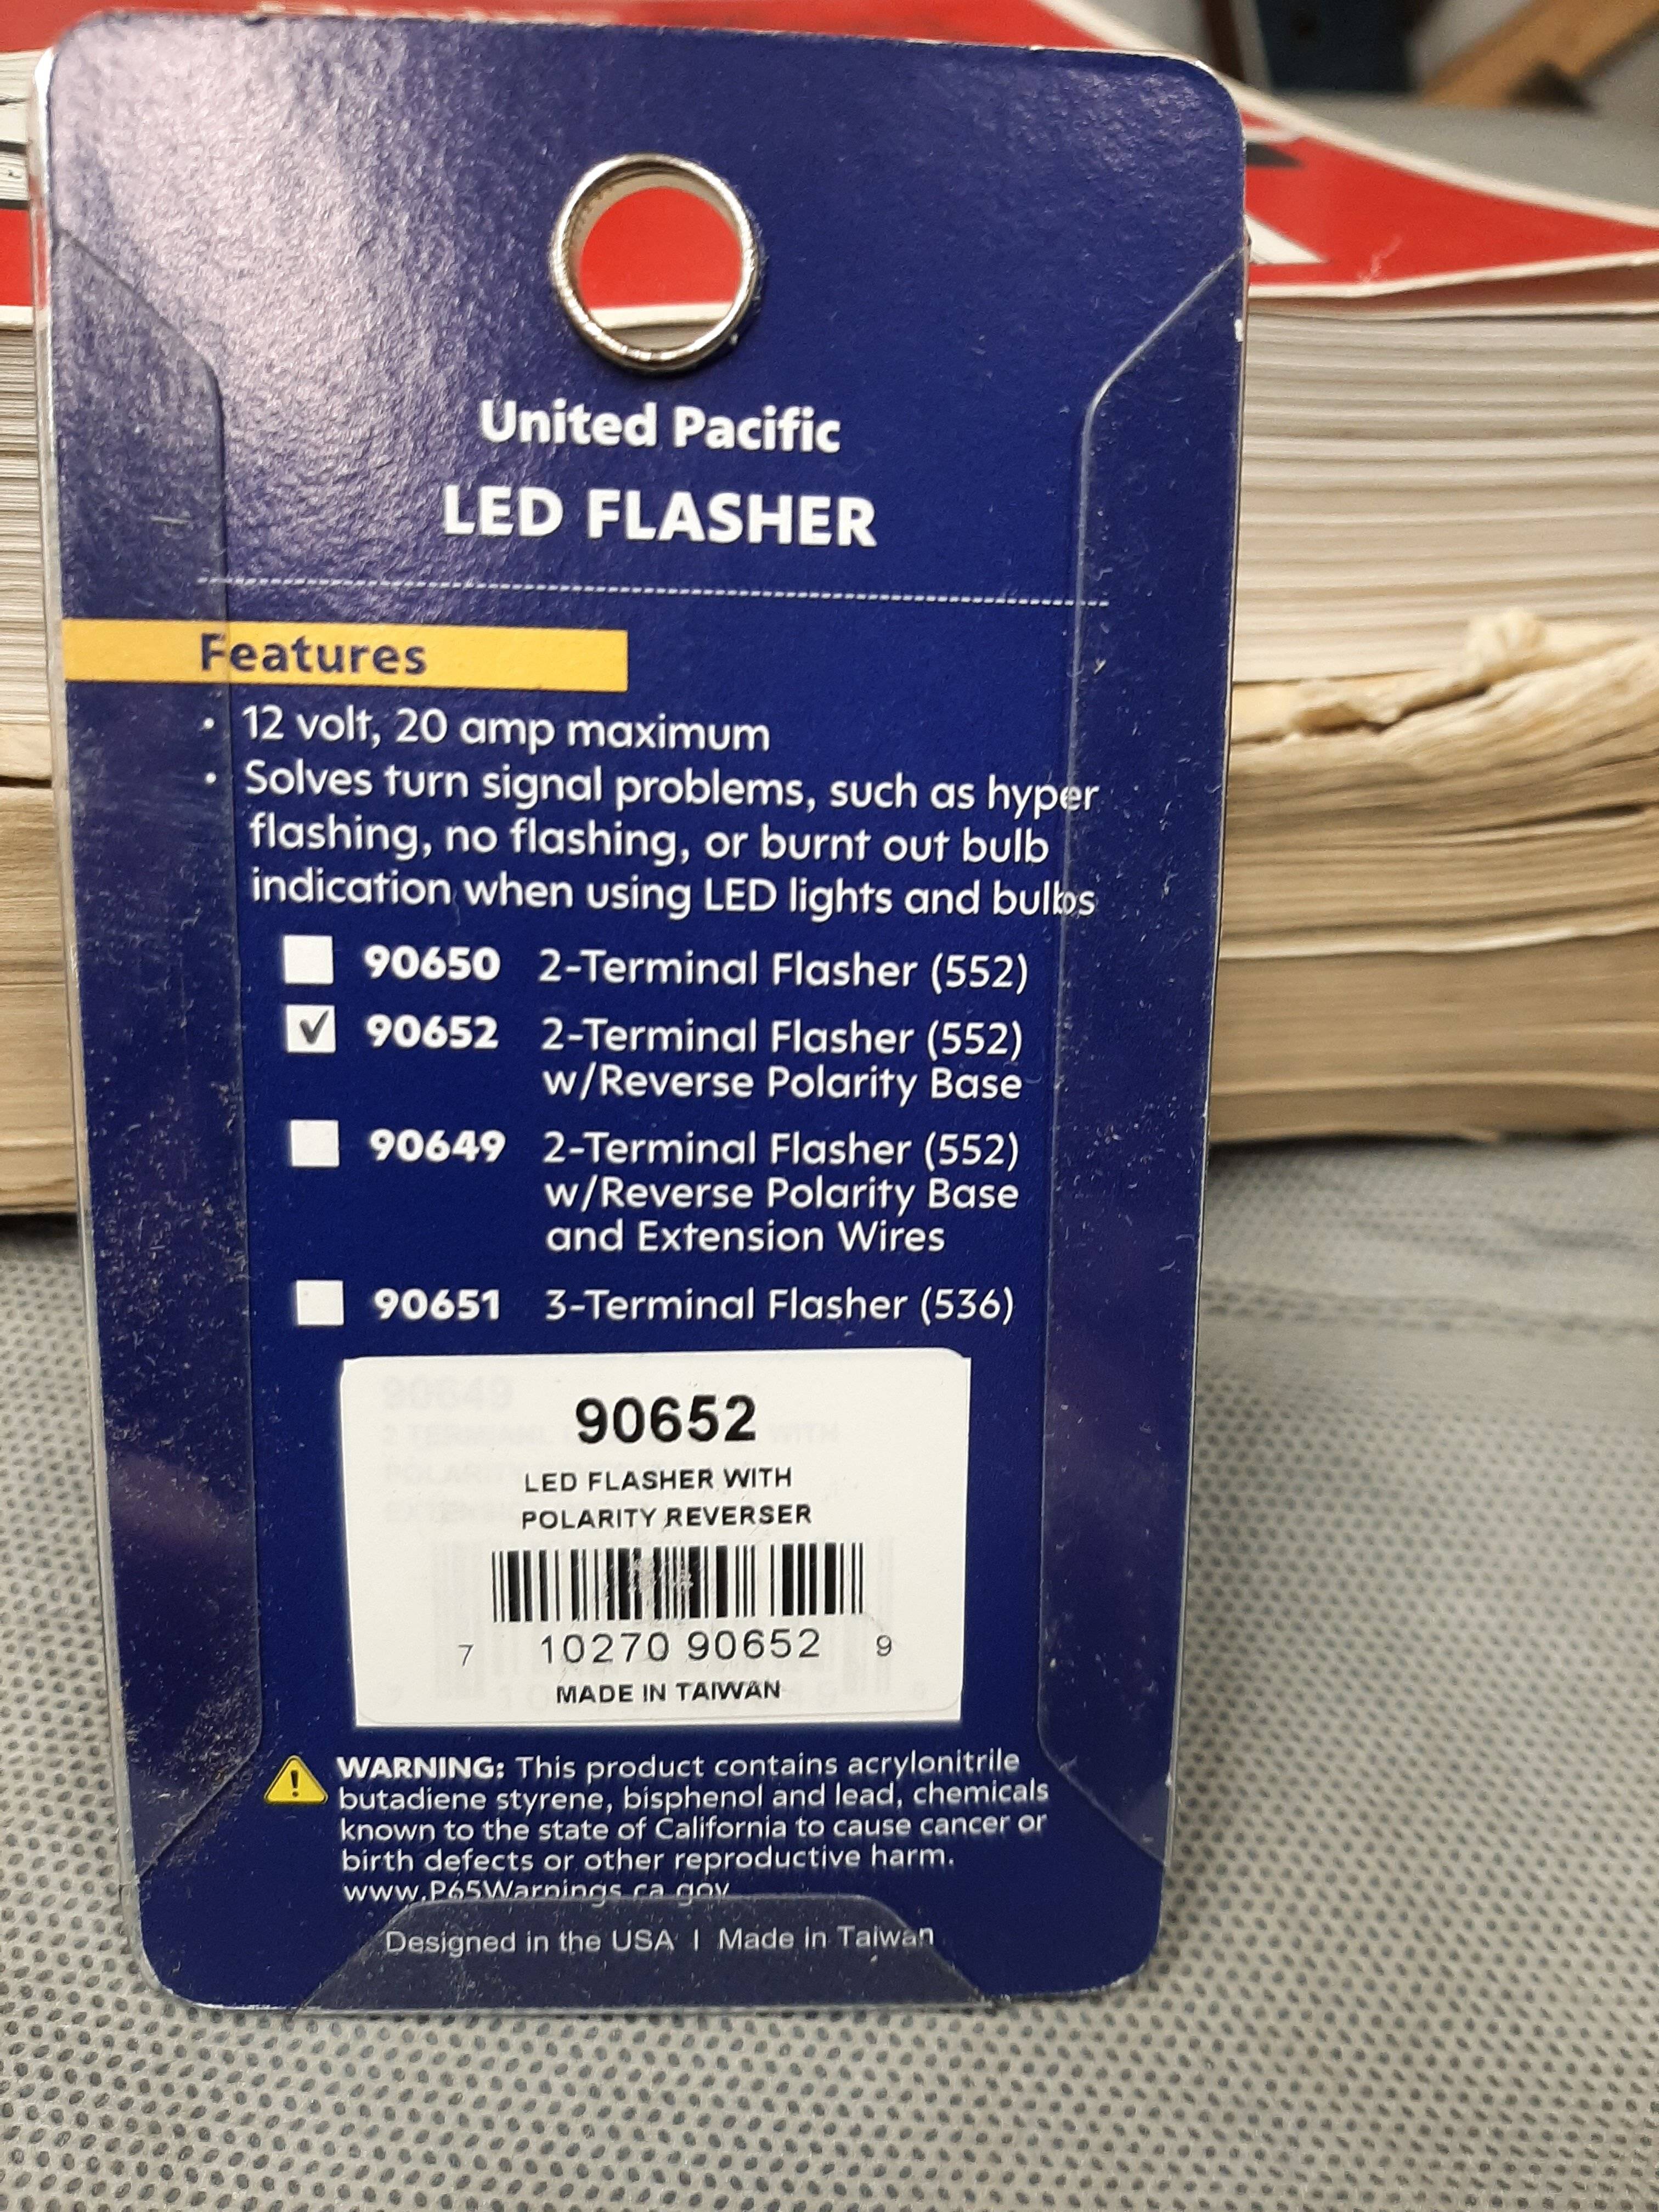 United Pacific
LED FLASHER
Features
• 12 volt, 20 amp maximum
• Solves turn signal problems, such as hyper
flashing, no flashing, or burnt out bulb
indication when using LED lights and bulbs
90650 2-Terminal Flasher (552)
✓ 90652 2-Terminal Flasher (552)
w/Reverse Polarity Base
90649 2-Terminal Flasher (552)
w/Reverse Polarity Base
and Extension Wires
90651 3-Terminal Flasher (536)
90652
LED FLASHER WITH
POLARITY REVERSER
7 10270 90652 9
MADE IN TAIWAN
WARNING: This product contains acrylonitrile
butadiene styrene, bisphenol and lead, chemicals
known to the state of California to cause cancer or
birth defects or other reproductive harm.
www.P65Warnings.ca.gov
Designed in the USA | Made in Taiwan